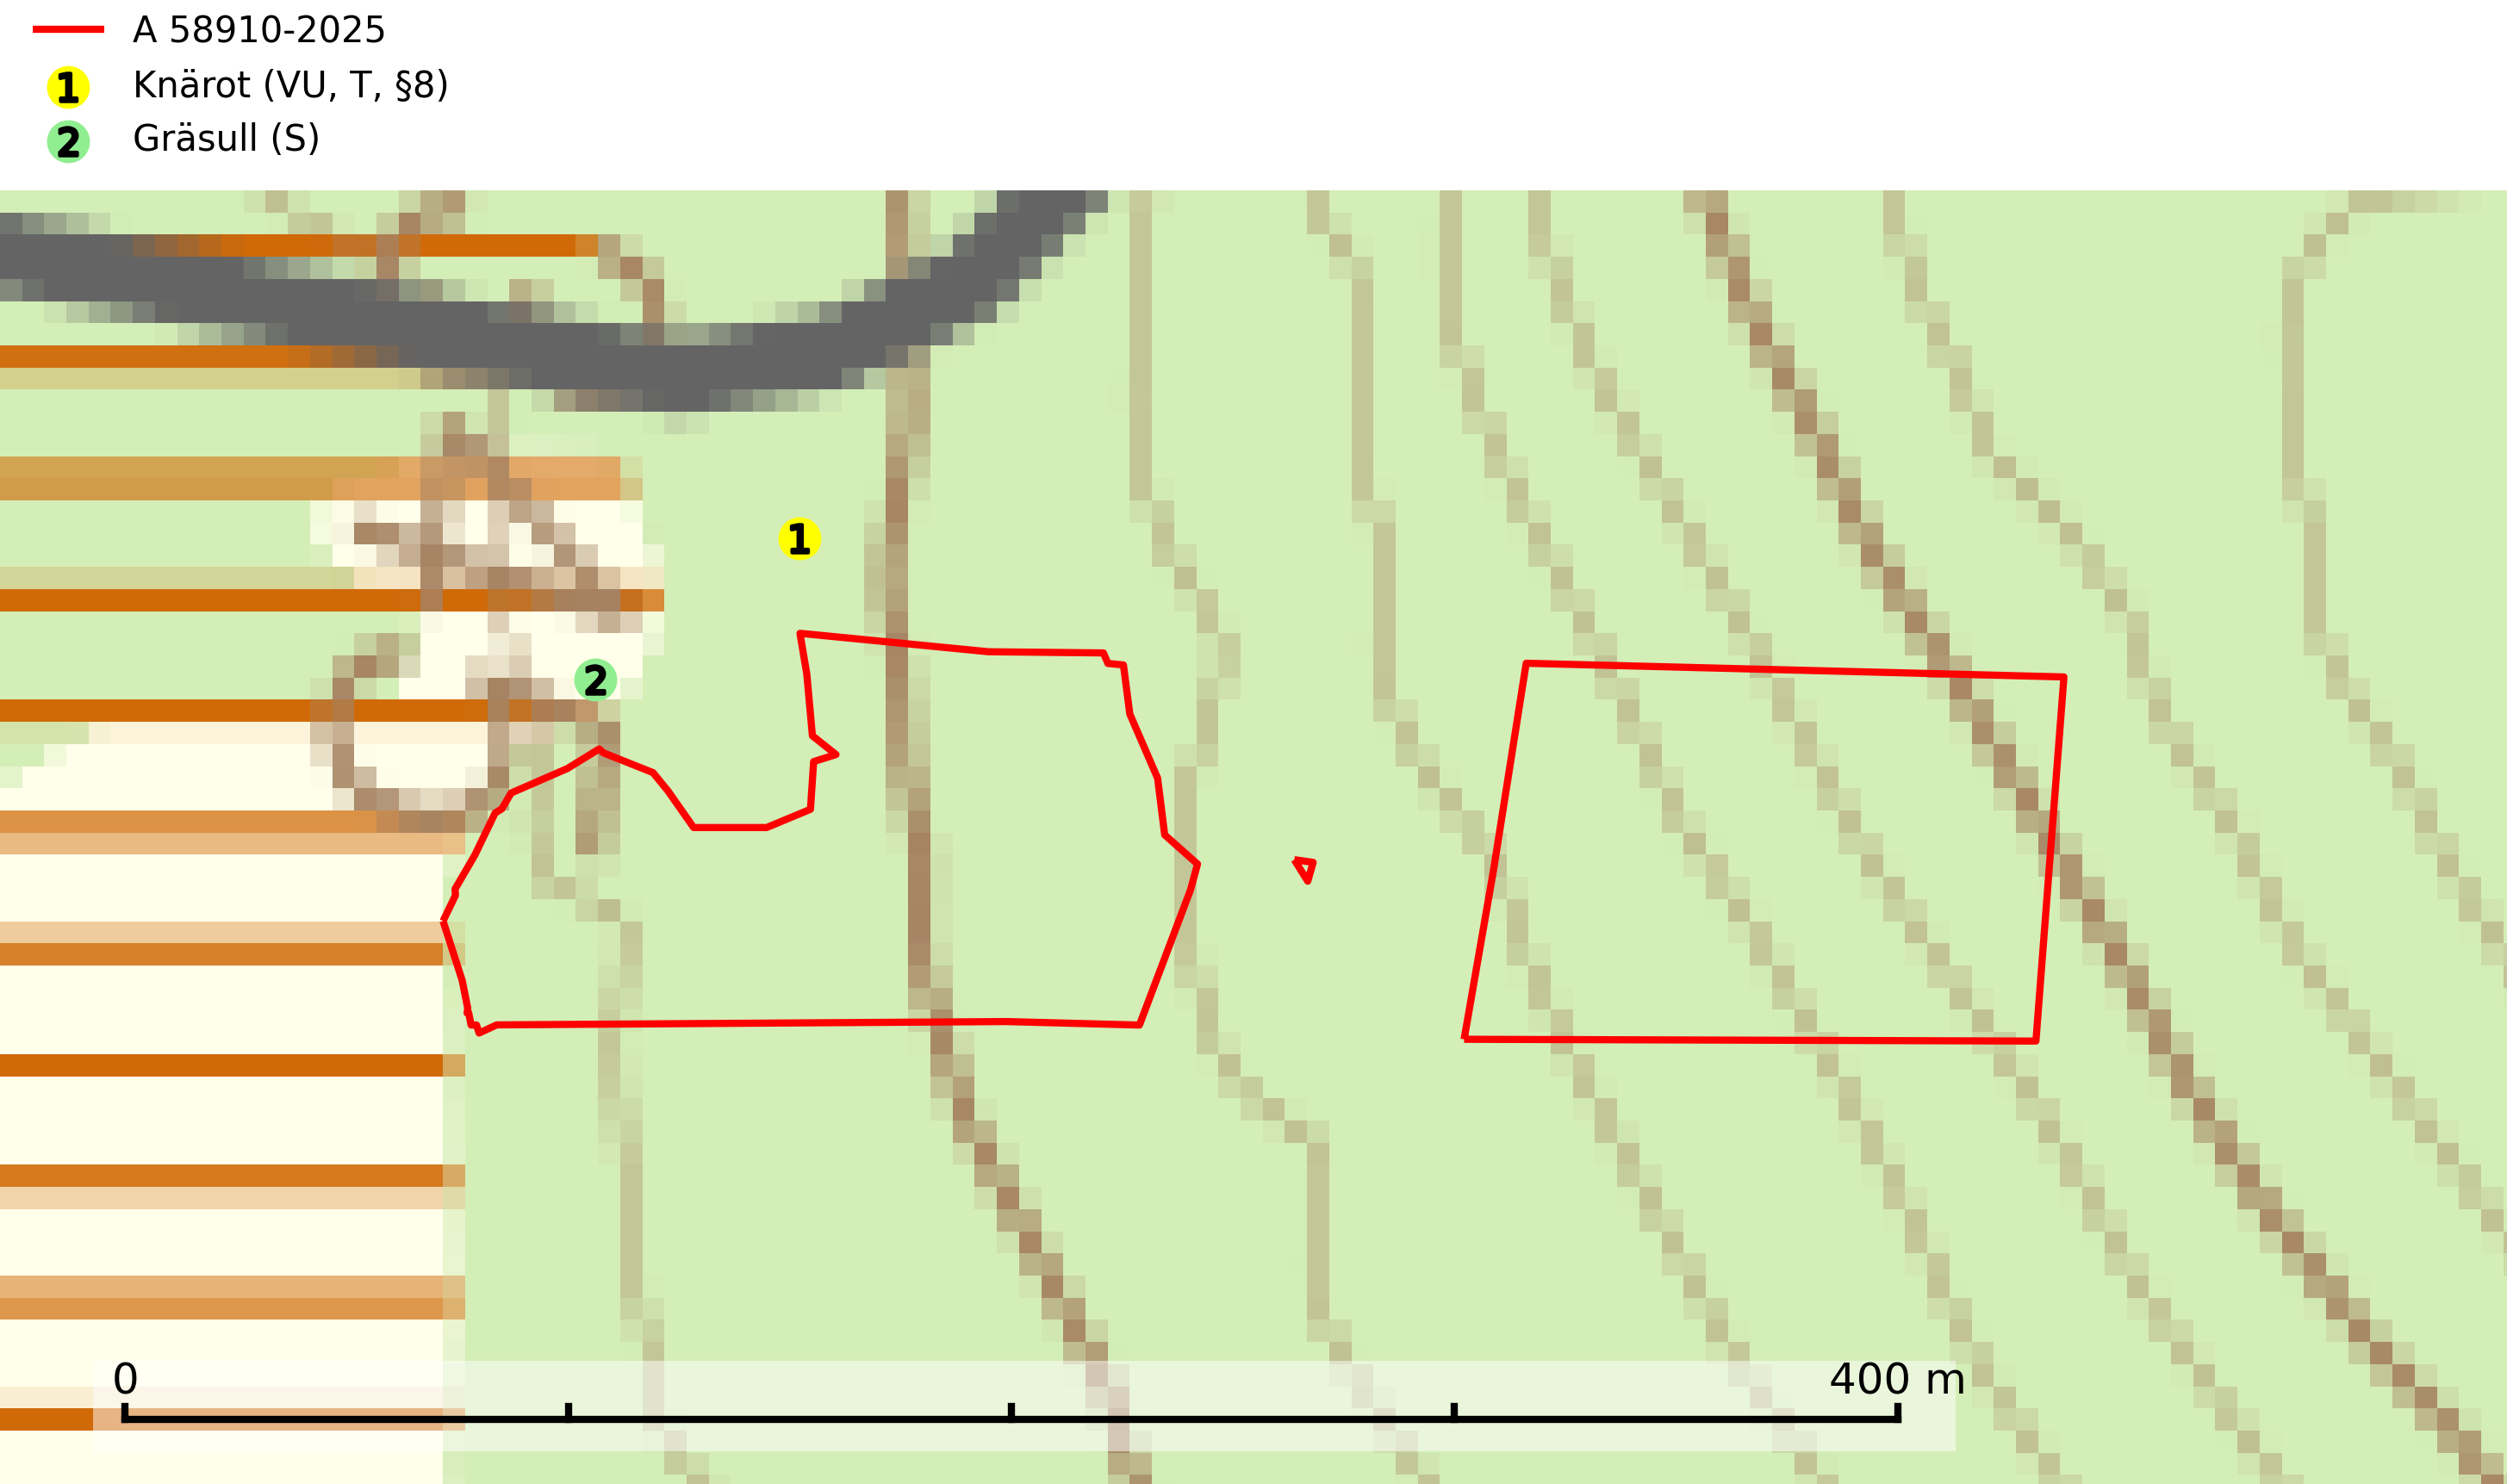 A 58910-2025
1 Knärot (VU, T, §8)
2 Gräsull (S)
1
2
0 400 m